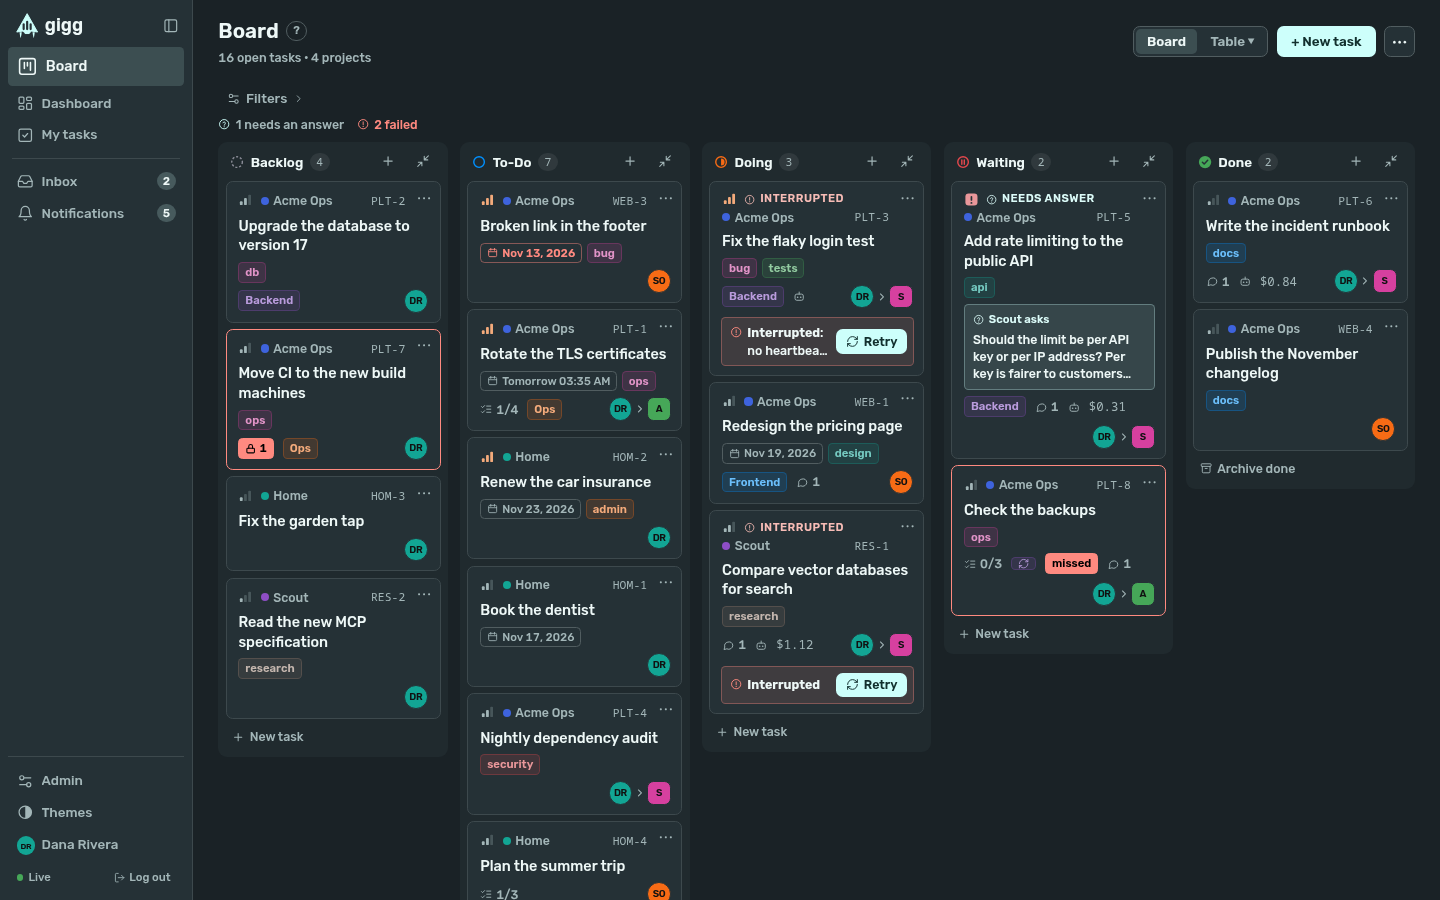 gigg
Board
Dashboard
My tasks
Inbox 2
Notifications 5
Admin
Themes
DR Dana Rivera
Live
Log out
Board ?
16 open tasks • 4 projects
Board
Table ▾
+ New task
Filters
1 needs an answer
2 failed
Backlog 4
Acme Ops PLT-2
Upgrade the database to
version 17
db
Backend DR
Acme Ops PLT-7
Move CI to the new build
machines
ops
1 Ops DR
Home HOM-3
Fix the garden tap
DR
Scout RES-2
Read the new MCP
specification
research
DR
+ New task
To-Do 7
Acme Ops WEB-3
Broken link in the footer
Nov 13, 2026 bug
SO
Acme Ops PLT-1
Rotate the TLS certificates
Tomorrow 03:35 AM ops
1/4 Ops DR > A
Home HOM-2
Renew the car insurance
Nov 23, 2026 admin
DR
Home HOM-1
Book the dentist
Nov 17, 2026
DR
Acme Ops PLT-4
Nightly dependency audit
security
DR > S
Home HOM-4
Plan the summer trip
1/3 SO
Doing 3
INTERRUPTED
Acme Ops PLT-3
Fix the flaky login test
bug tests
Backend DR > S
Interrupted:
no heartbea…
Retry
Acme Ops WEB-1
Redesign the pricing page
Nov 19, 2026 design
Frontend 1 SO
INTERRUPTED
Scout RES-1
Compare vector databases
for search
research
1 $1.12 DR > S
Interrupted Retry
+ New task
Waiting 2
NEEDS ANSWER
Acme Ops PLT-5
Add rate limiting to the
public API
api
Scout asks
Should the limit be per API
key or per IP address? Per
key is fairer to customers…
Backend 1 $0.31
DR > S
Acme Ops PLT-8
Check the backups
ops
0/3 missed 1
DR > A
+ New task
Done 2
Acme Ops PLT-6
Write the incident runbook
docs
1 $0.84 DR > S
Acme Ops WEB-4
Publish the November
changelog
docs
SO
Archive done